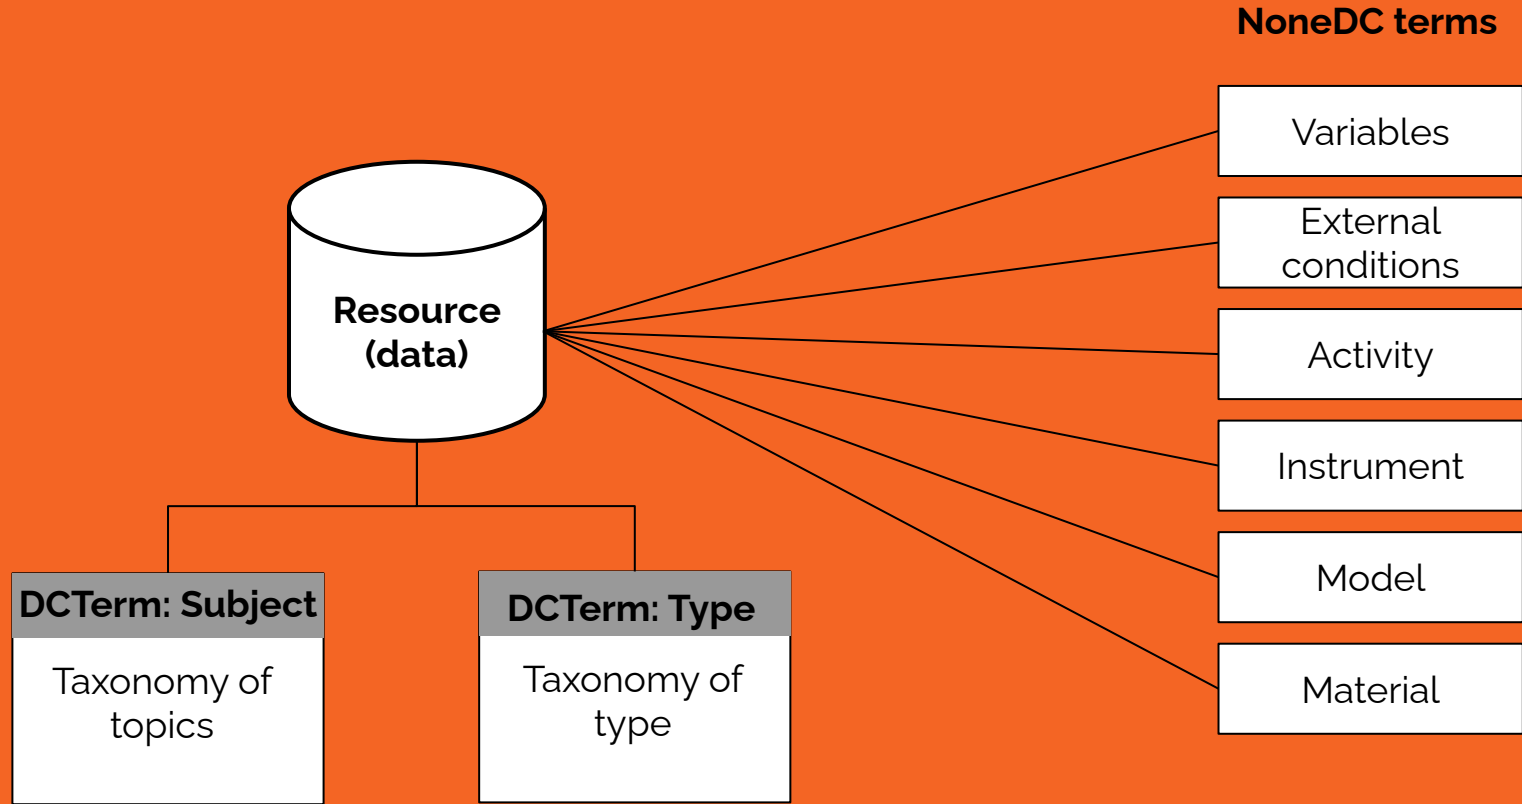 NoneDC terms
Variables
External
conditions
Activity
Instrument
Model
Material
Resource
(data)
DCTerm: Subject
Taxonomy of
topics
DCTerm: Type
Taxonomy of
type